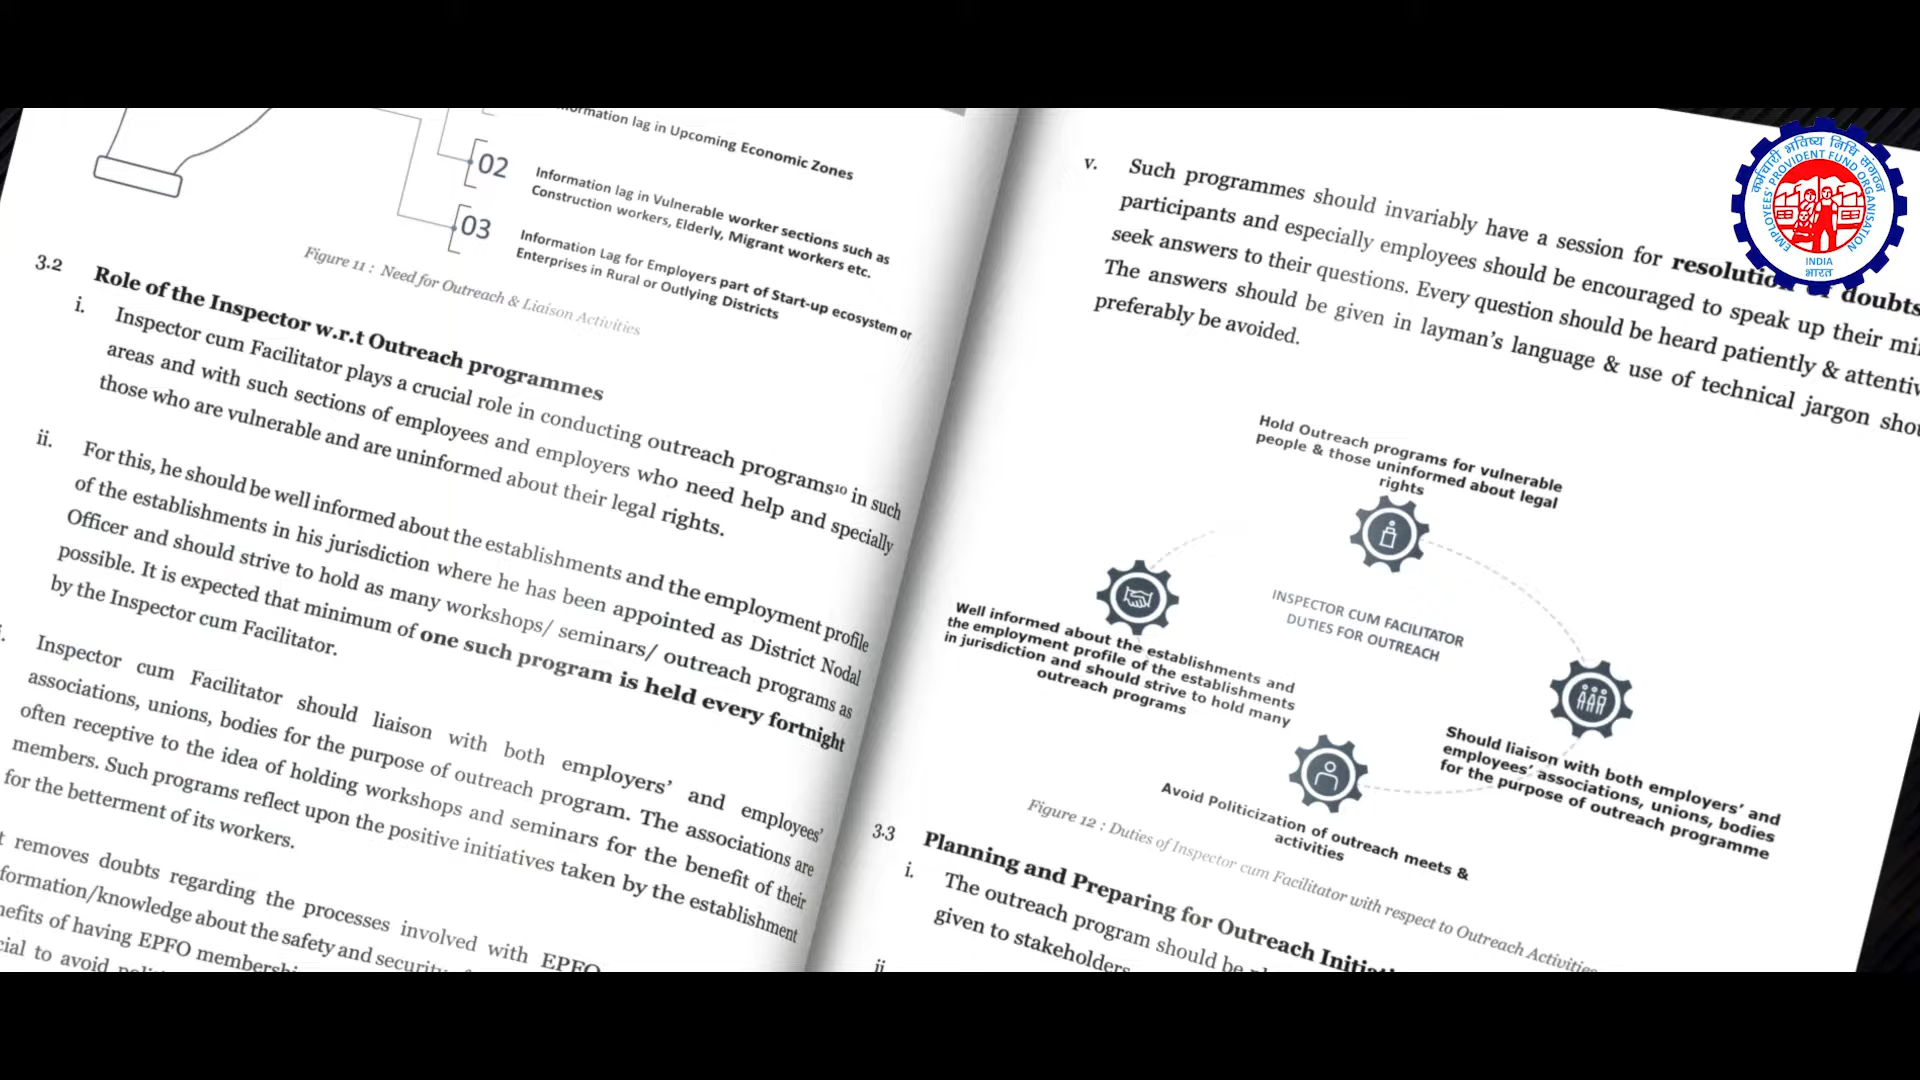 Information lag in Upcoming Economic Zones
02
Information lag in Vulnerable worker sections such as
Construction workers, Elderly, Migrant workers etc.
03
Information Lag for Employers part of Start-up ecosystem or
Enterprises in Rural or Outlying Districts
Figure 11 : Need for Outreach & Liaison Activities
3.2 Role of the Inspector w.r.t Outreach programmes
i. Inspector cum Facilitator plays a crucial role in conducting outreach programs¹⁰ in such
areas and with such sections of employees and employers who need help and specially
those who are vulnerable and are uninformed about their legal rights.
ii. For this, he should be well informed about the establishments and the employment profile
of the establishments in his jurisdiction where he has been appointed as District Nodal
Officer and should strive to hold as many workshops/ seminars/ outreach programs as
possible. It is expected that minimum of one such program is held every fortnight
by the Inspector cum Facilitator.
Inspector cum Facilitator should liaison with both employers' and employees'
associations, unions, bodies for the purpose of outreach program. The associations are
often receptive to the idea of holding workshops and seminars for the benefit of their
members. Such programs reflect upon the positive initiatives taken by the establishment
for the betterment of its workers.
removes doubts regarding the processes involved with EPFO
formation/knowledge about the safety and security
nefits of having EPFO
cial to avoid
v. Such programmes should invariably have a session for resolution of doubts
participants and especially employees should be encouraged to speak up their
seek answers to their questions. Every question should be heard patiently &
The answers should be given in layman's language & use of technical jargon
preferably be avoided.
Hold Outreach programs for vulnerable
people & those uninformed about legal
rights
INSPECTOR CUM FACILITATOR
DUTIES FOR OUTREACH
Well informed about the establishments and
the employment profile of the establishments
in jurisdiction and should strive to hold many
outreach programs
Should liaison with both employers' and
employees' associations, unions, bodies
for the purpose of outreach programme
Avoid Politicization of outreach meets &
activities
Figure 12 : Duties of Inspector cum Facilitator with respect to Outreach Activities
3.3 Planning and Preparing for Outreach
i. The outreach program should be
given to stakeholders
ii
कर्मचारी भविष्य निधि संगठन
EMPLOYEES' PROVIDENT FUND ORGANISATION
INDIA
भारत